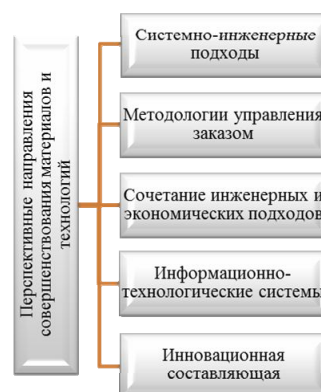 Перспективные направления
совершенствования материалов и
технологий
Системно-инженерные
подходы
Методологии управления
заказом
Сочетание инженерных и
экономических подходов
Информационно-
технологические системы
Инновационная
составляющая